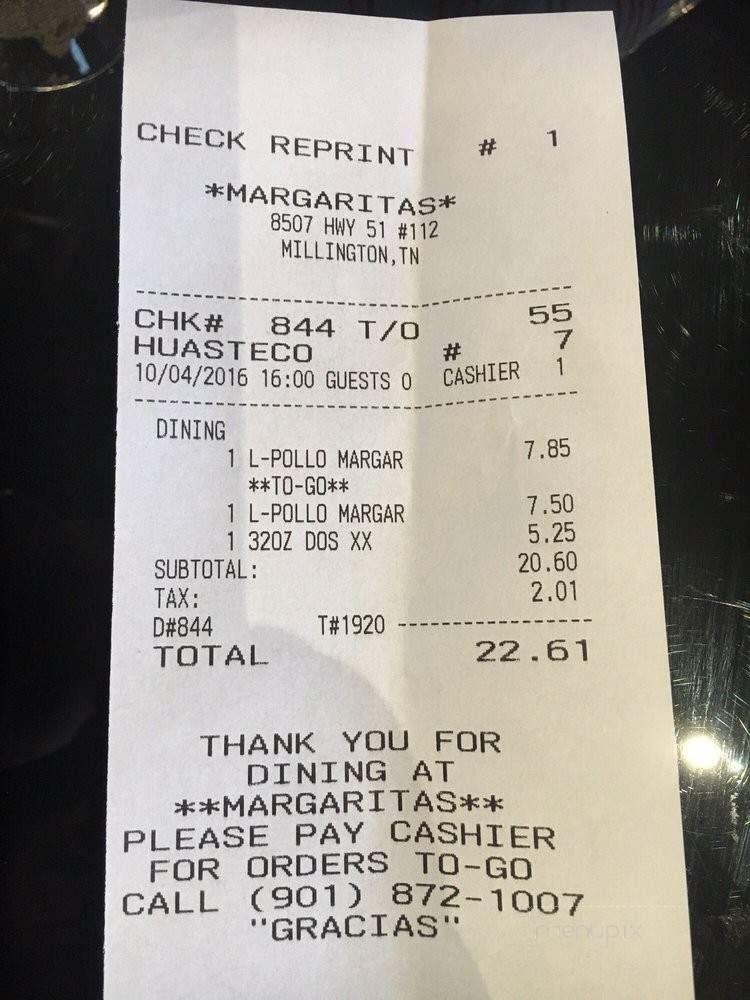 CHECK REPRINT # 1
*MARGARITAS*
8507 HWY 51 #112
MILLINGTON,TN
CHK# 844 T/O 55
HUASTECO # 7
10/04/2016 16:00 GUESTS 0 CASHIER 1
DINING
1 L-POLLO MARGAR 7.85
**TO-GO**
1 L-POLLO MARGAR 7.50
1 32OZ DOS XX 5.25
SUBTOTAL: 20.60
TAX: 2.01
D#844 T#1920
TOTAL 22.61
THANK YOU FOR
DINING AT
**MARGARITAS**
PLEASE PAY CASHIER
FOR ORDERS TO-GO
CALL (901) 872-1007
"GRACIAS"
menupix